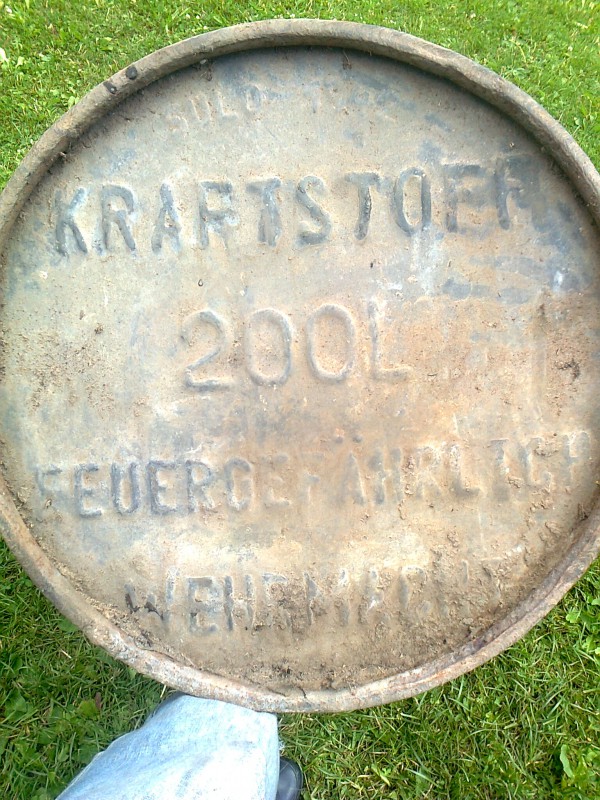 KRAFTSTOFF
200L
FEUERGEFÄHRLICH
WEHRMACHT